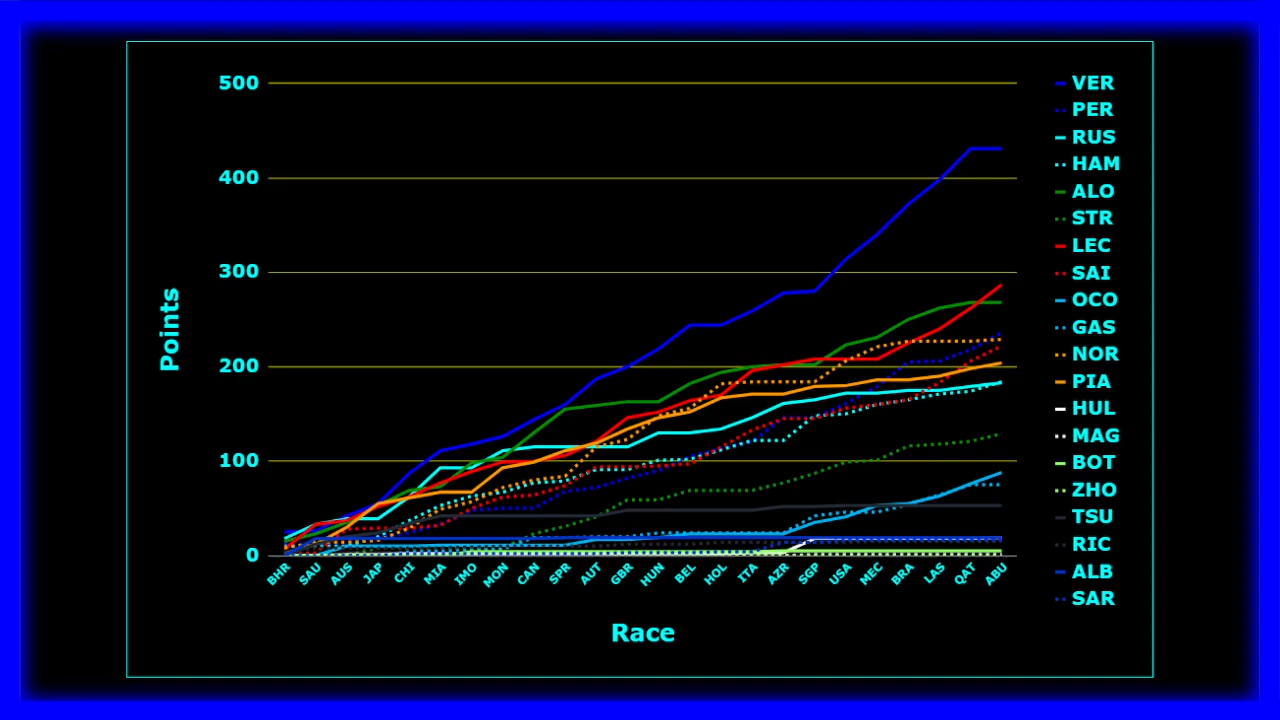 500
400
300
200
100
0
Points
BHR SAU AUS JAP CHI MIA IMO MON CAN SPR AUT GBR HUN BEL HOL ITA AZR SGP USA MEC BRA LAS QAT ABU
Race
VER
PER
RUS
HAM
ALO
STR
LEC
SAI
OCO
GAS
NOR
PIA
HUL
MAG
BOT
ZHO
TSU
RIC
ALB
SAR